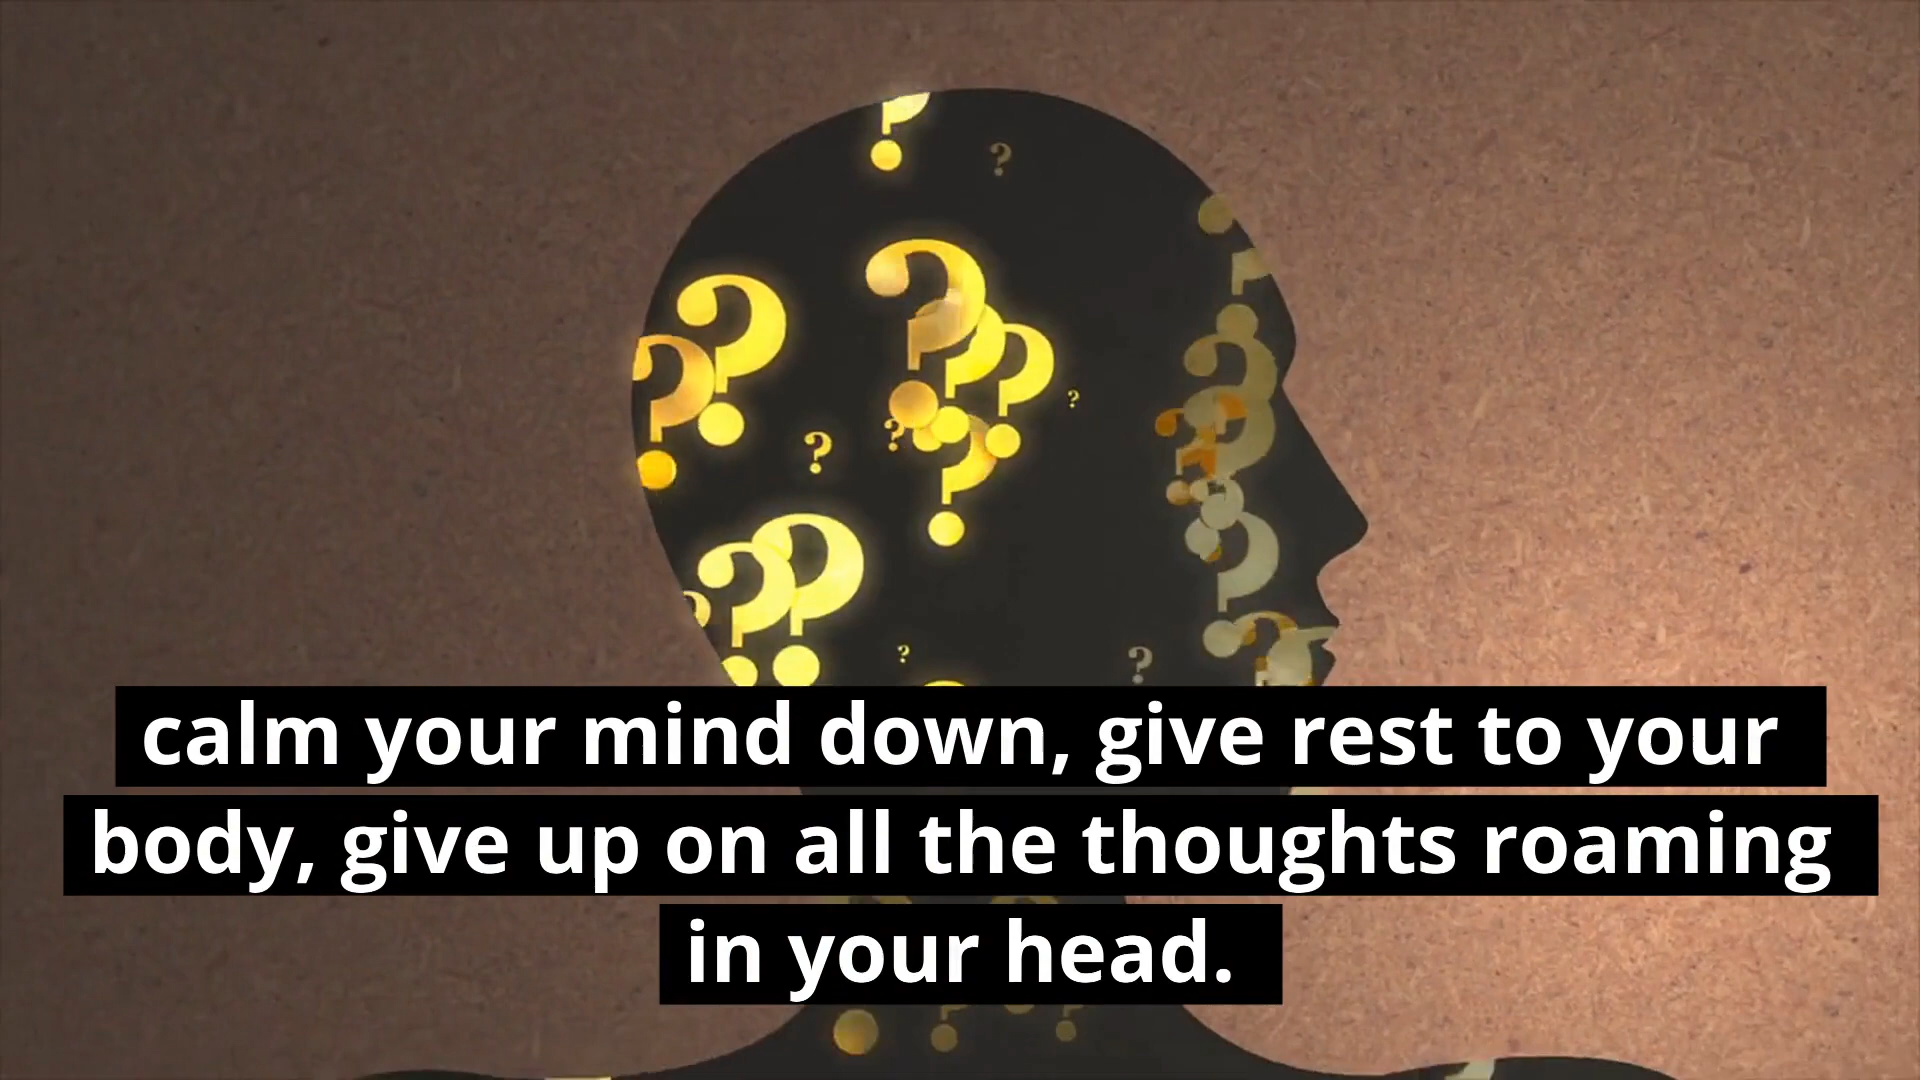 calm your mind down, give rest to your
body, give up on all the thoughts roaming
in your head.